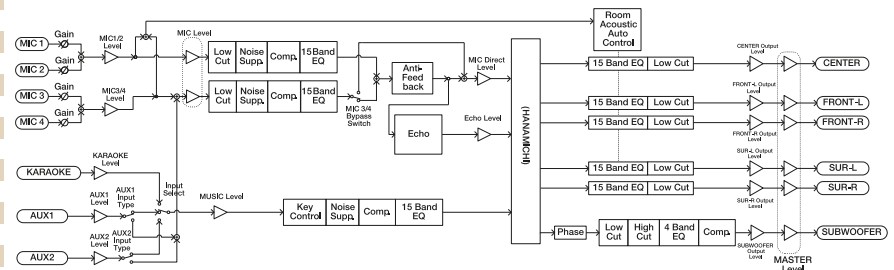 Room
Acoustic
Auto
Control
Gain
MIC 1
MIC1/2
Level
MIC Level
MIC 2
Gain
Low
Cut
Noise
Supp.
Comp.
15Band
EQ
Anti-
Feed
back
MIC Direct
Level
CENTER Output
Level
15 Band EQ
Low Cut
CENTER
Gain
MIC 3
MIC3/4
Level
Low
Cut
Noise
Supp.
Comp.
15Band
EQ
FRONT-L Output
Level
15 Band EQ
Low Cut
FRONT-L
Gain
MIC 4
MIC 3/4
Bypass
Switch
Echo
Echo Level
(HANAMICHI)
15 Band EQ
Low Cut
FRONT-R
FRONT-R Output
Level
KARAOKE
KARAOKE
Level
SUR-L Output
Level
15 Band EQ
Low Cut
SUR-L
AUX1
Level
AUX1
Input
Type
Input
Select
MUSIC Level
15 Band EQ
Low Cut
SUR-R
SUR-R Output
Level
AUX1
Key
Control
Noise
Supp.
Comp.
15 Band
EQ
AUX2
Level
AUX2
Input
Type
Phase
Low
Cut
High
Cut
4 Band
EQ
Comp.
SUBWOOFER
AUX2
SUBWOOFER
Output
Level
MASTER
Level